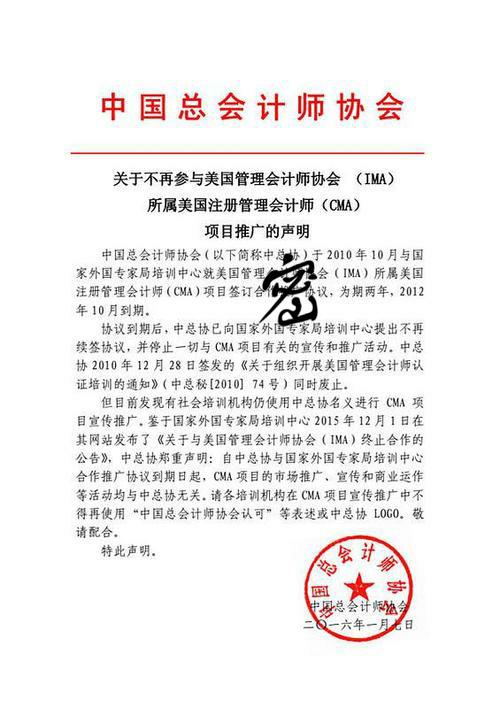 中国总会计师协会
关于不再参与美国管理会计师协会 （IMA）
所属美国注册管理会计师（CMA）
项目推广的声明
中国总会计师协会（以下简称中总协）于 2010 年 10 月与国
家外国专家局培训中心就美国管理会计师协会（IMA）所属美国
注册管理会计师（CMA）项目签订合作推广协议，为期两年，2012
年 10 月到期。
协议到期后，中总协已向国家外国专家局培训中心提出不再
续签协议，并停止一切与 CMA 项目有关的宣传和推广活动。中总
协 2010 年 12 月 28 日签发的《关于组织开展美国管理会计师认
证培训的通知》（中总秘[2010] 74 号）同时废止。
但目前发现有社会培训机构仍使用中总协名义进行 CMA 项
目宣传推广。鉴于国家外国专家局培训中心 2015 年 12 月 1 日在
其网站发布了《关于与美国管理会计师协会（IMA）终止合作的
公告》，中总协郑重声明：自中总协与国家外国专家局培训中心
合作推广协议到期日起，CMA 项目的市场推广、宣传和商业运作
等活动均与中总协无关。请各培训机构在 CMA 项目宣传推广中不
得再使用“中国总会计师协会认可”等表述或中总协 LOGO。敬
请配合。
特此声明。
中国总会计师协会
中国总会计师协会
二〇一六年一月七日